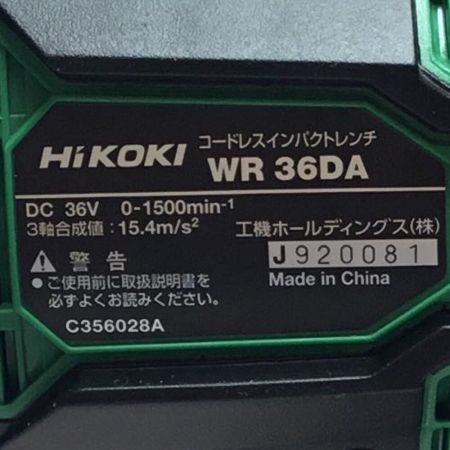 HiKOKI
コードレスインパクトレンチ
WR 36DA
DC 36V 0-1500min-1
3軸合成値:15.4m/s2
工機ホールディングス(株)
警告
J920081
●ご使用前に取扱説明書を
必ずよくお読みください。
Made in China
C356028A